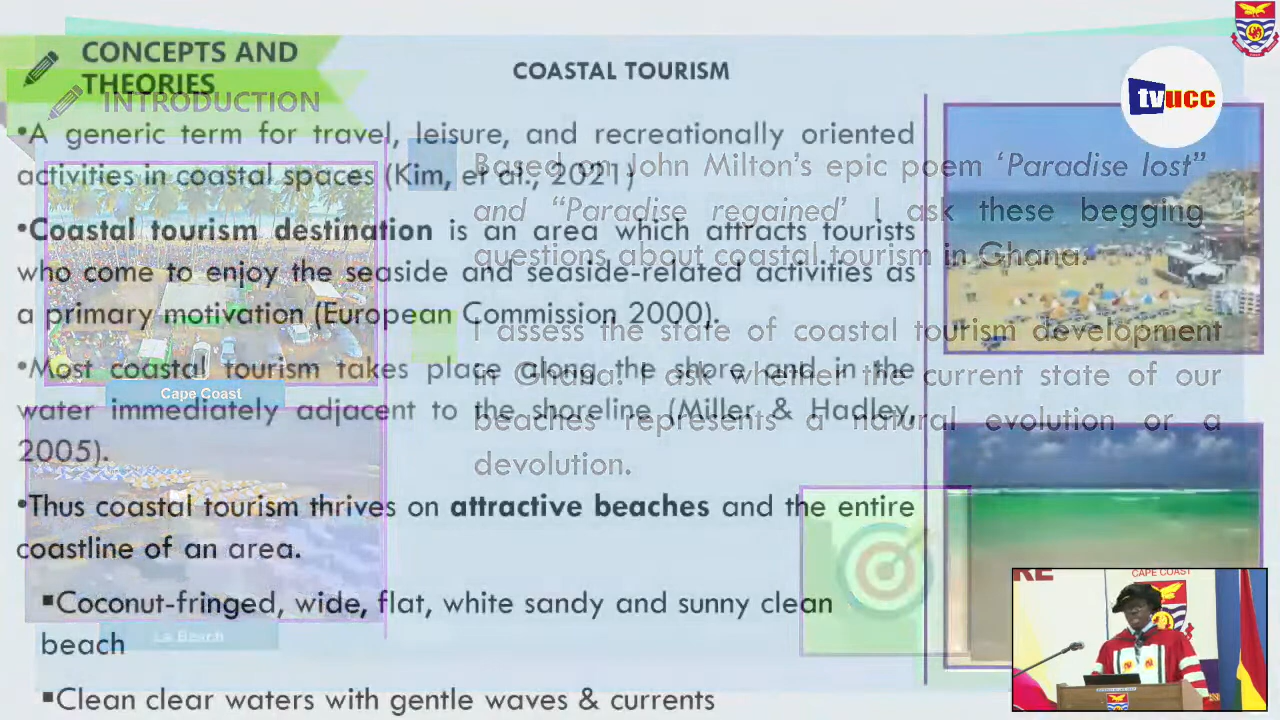 CONCEPTS AND
THEORIES
COASTAL TOURISM
tvucc
•A generic term for travel, leisure, and recreationally oriented
activities in coastal spaces (Kim, et al., 2021)
•Coastal tourism destination is an area which attracts tourists
who come to enjoy the seaside and seaside-related activities as
a primary motivation (European Commission 2000).
•Most coastal tourism takes place along the shore and in the
water immediately adjacent to the shoreline (Miller & Hadley,
2005).
•Thus coastal tourism thrives on attractive beaches and the entire
coastline of an area.
▪Coconut-fringed, wide, flat, white sandy and sunny clean
beach
▪Clean clear waters with gentle waves & currents
INTRODUCTION
Based on John Milton's epic poem 'Paradise lost"
and "Paradise regained' I ask these begging
questions about coastal tourism in Ghana.
I assess the state of coastal tourism development
in Ghana. I ask whether the current state of our
beaches represents a natural evolution or a
devolution.
Cape Coast
La Beach
CAPE COAST